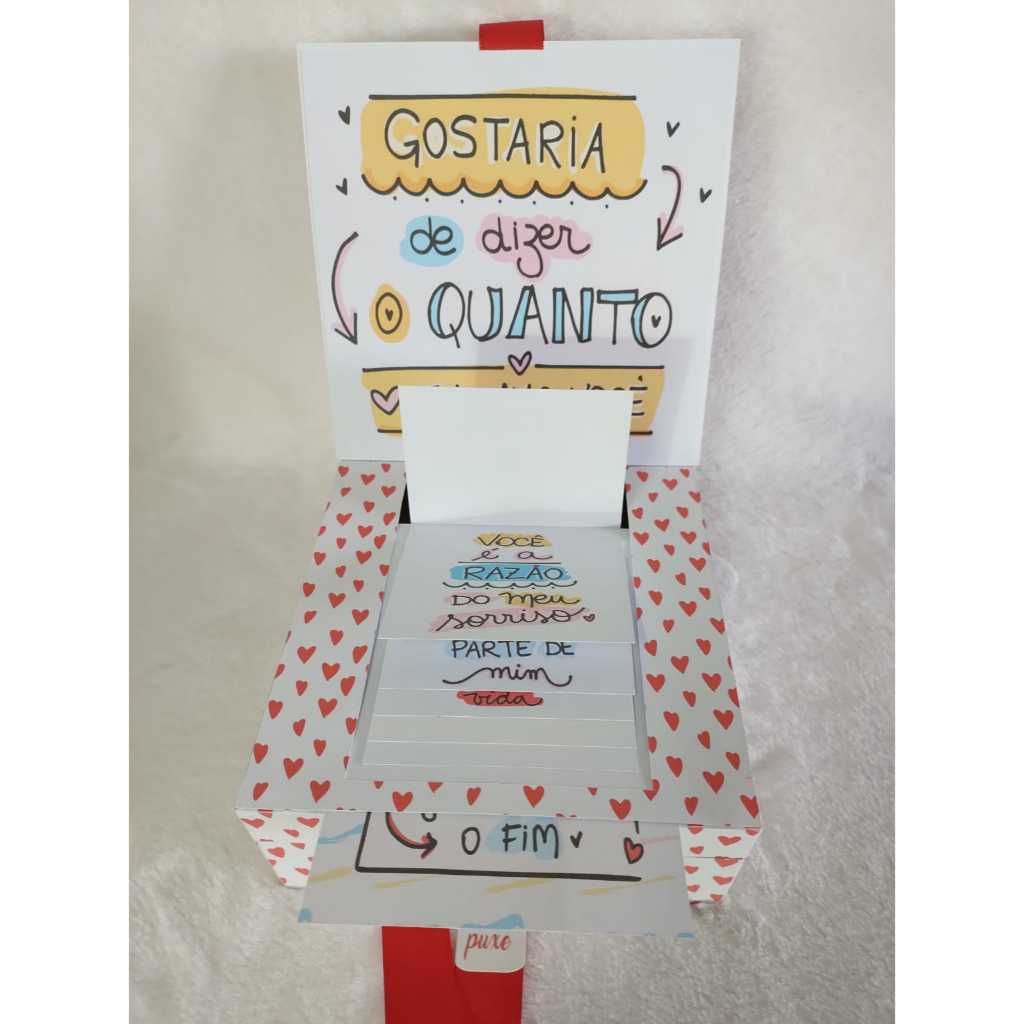 GOSTARIA
de dizer
O QUANTO
VOCÊ
é a
RAZÃO
DO meu
sorriso
PARTE DE
mim
vida
O FIM
puxe